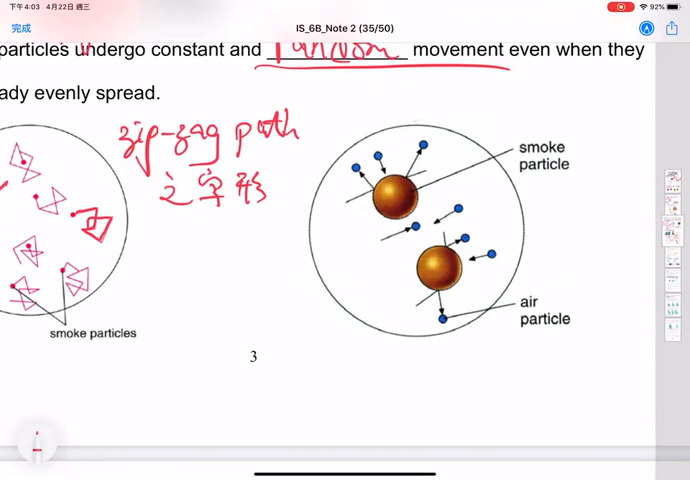 下午4:03 4月22日 週三
92%
完成
IS_6B_Note 2 (35/50)
particles undergo constant and random movement even when they
ady evenly spread.
zip-zag path
之字形
smoke
particle
air
particle
smoke particles
3